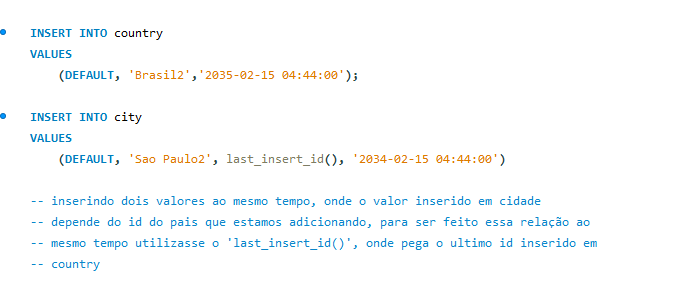 INSERT INTO country
VALUES
(DEFAULT, 'Brasil2','2035-02-15 04:44:00');
INSERT INTO city
VALUES
(DEFAULT, 'Sao Paulo2', last_insert_id(), '2034-02-15 04:44:00')
-- inserindo dois valores ao mesmo tempo, onde o valor inserido em cidade
-- depende do id do pais que estamos adicionando, para ser feito essa relação ao
-- mesmo tempo utilizasse o 'last_insert_id()', onde pega o ultimo id inserido em
-- country